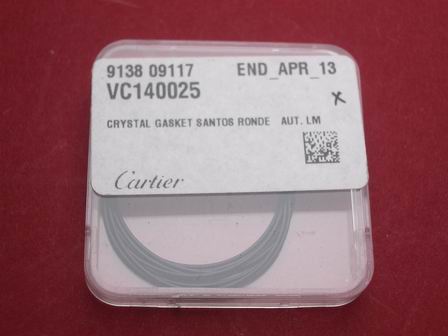 9138 09117 END_APR_13
VC140025
X
CRYSTAL GASKET SANTOS RONDE AUT. LM
Cartier